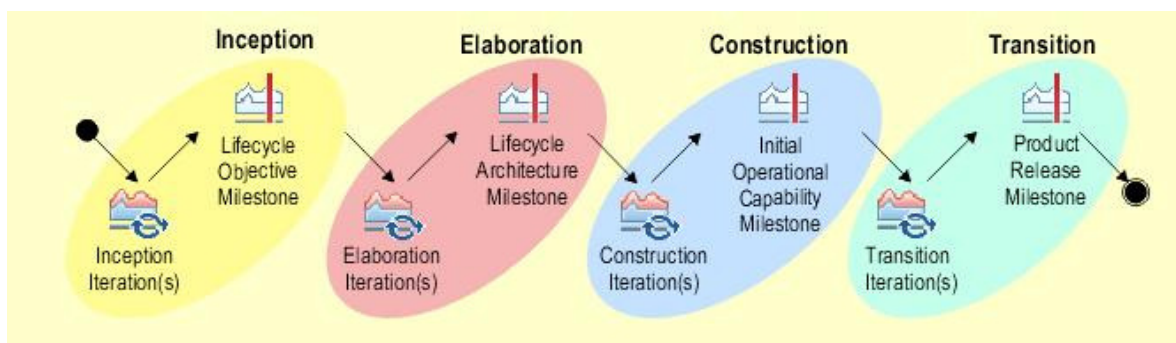 Inception
Elaboration
Construction
Transition
Lifecycle
Objective
Milestone
Lifecycle
Architecture
Milestone
Initial
Operational
Capability
Milestone
Product
Release
Milestone
Inception
Iteration(s)
Elaboration
Iteration(s)
Construction
Iteration(s)
Transition
Iteration(s)